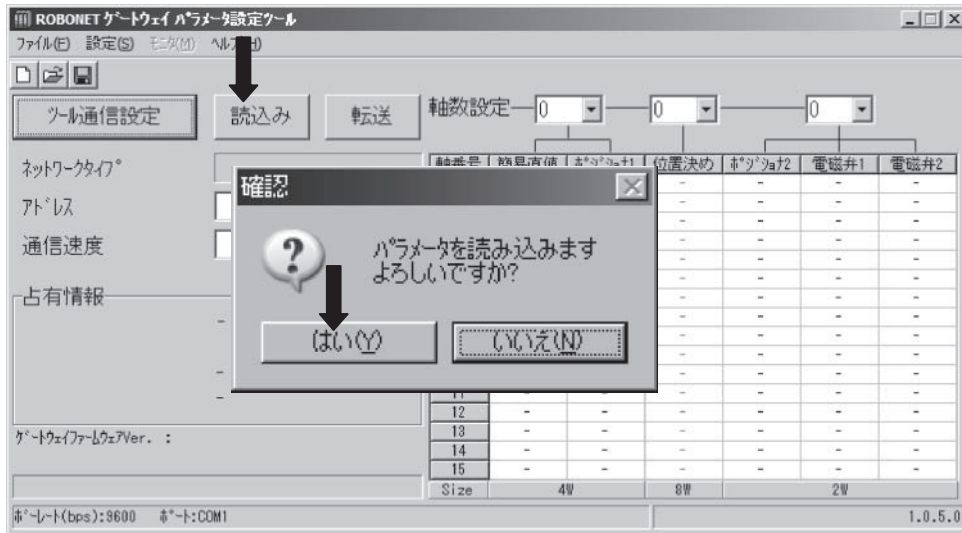 ROBONET ゲートウェイ パラメータ設定ツール
ファイル(F) 設定(S) モニタ(M) ヘルプ(H)
ツール通信設定 読込み 転送
軸数設定 0 0 0
ネットワークタイプ
アドレス
通信速度
占有情報
-
-
-
ゲートウェイファームウェアVer. :
軸番号 簡易直値 ポジショナ1 位置決め ポジショナ2 電磁弁1 電磁弁2
- - - -
- - - -
- - - -
- - - -
- - - -
- - - -
- - - -
- - - -
- - - -
- - - -
- - - -
11 - - - - - -
12 - - - - - -
13 - - - - - -
14 - - - - - -
15 - - - - - -
Size 4W 8W 2W
確認
パラメータを読み込みます
よろしいですか?
はい(Y) いいえ(N)
ボーレート(bps):9600 ポート:COM1 1.0.5.0